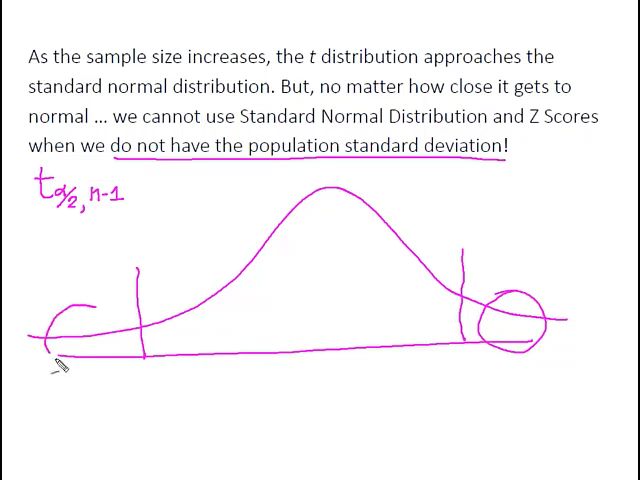 As the sample size increases, the t distribution approaches the
standard normal distribution. But, no matter how close it gets to
normal ... we cannot use Standard Normal Distribution and Z Scores
when we do not have the population standard deviation!
t α/2, n-1